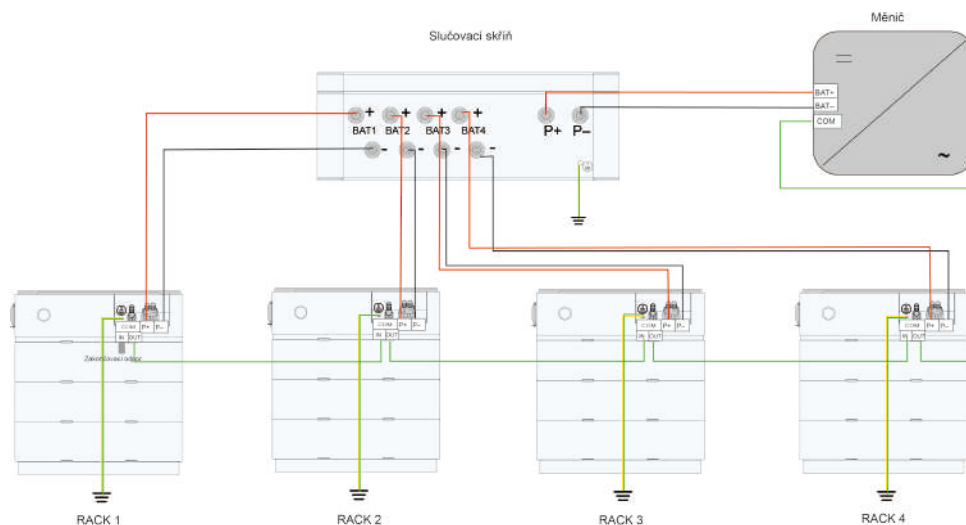 Měnič
Slučovací skříň
BAT+
BAT–
COM
+ + + +
BAT1 BAT2 BAT3 BAT4
P+ P–
- - - -
~
COM P+ P–
IN OUT
Zakončovací odpor
COM P+ P–
IN OUT
COM P+ P–
IN OUT
COM P+ P–
IN OUT
RACK 1
RACK 2
RACK 3
RACK 4